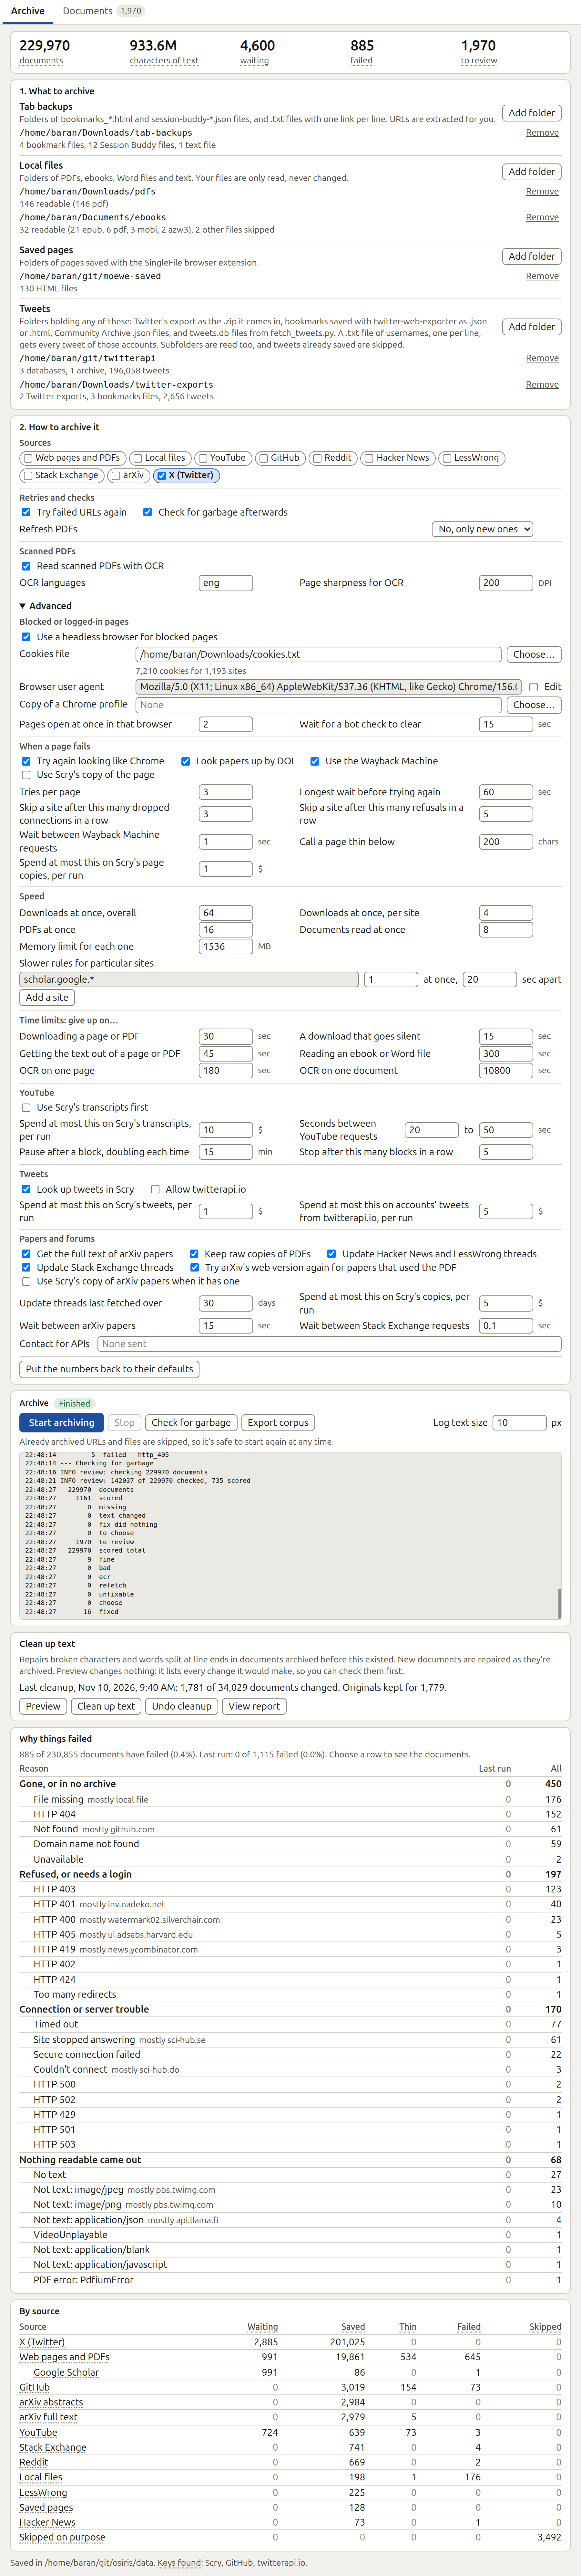 Archive Documents 1,970
229,970 933.6M 4,600 885 1,970
documents characters of text waiting failed to review
1. What to archive
Tab backups
Folders of bookmarks_*.html and session-buddy-*.json files, and .txt files with one link per line. URLs are extracted for you. Add folder
/home/baran/Downloads/tab-backups Remove
4 bookmark files, 12 Session Buddy files, 1 text file
Local files
Folders of PDFs, ebooks, Word files and text. Your files are only read, never changed. Add folder
/home/baran/Downloads/pdfs Remove
146 readable (146 pdf)
/home/baran/Documents/ebooks Remove
32 readable (21 epub, 6 pdf, 3 mobi, 2 azw3), 2 other files skipped
Saved pages
Folders of pages saved with the SingleFile browser extension. Add folder
/home/baran/git/moewe-saved Remove
130 HTML files
Tweets
Folders holding any of these: Twitter's export as the .zip it comes in, bookmarks saved with twitter-web-exporter as .json
or .html, Community Archive .json files, and tweets.db files from fetch_tweets.py. A .txt file of usernames, one per line, Add folder
gets every tweet of those accounts. Subfolders are read too, and tweets already saved are skipped.
/home/baran/git/twitterapi Remove
3 databases, 1 archive, 196,058 tweets
/home/baran/Downloads/twitter-exports Remove
2 Twitter exports, 3 bookmarks files, 2,656 tweets
2. How to archive it
Sources
Web pages and PDFs Local files YouTube GitHub Reddit Hacker News LessWrong
Stack Exchange arXiv X (Twitter)
Retries and checks
Try failed URLs again Check for garbage afterwards
Refresh PDFs No, only new ones
Scanned PDFs
Read scanned PDFs with OCR
OCR languages eng Page sharpness for OCR 200 DPI
▼ Advanced
Blocked or logged-in pages
Use a headless browser for blocked pages
Cookies file /home/baran/Downloads/cookies.txt Choose…
7,210 cookies for 1,193 sites
Browser user agent Mozilla/5.0 (X11; Linux x86_64) AppleWebKit/537.36 (KHTML, like Gecko) Chrome/156.( Edit
Copy of a Chrome profile None Choose…
Pages open at once in that browser 2 Wait for a bot check to clear 15 sec
When a page fails
Try again looking like Chrome Look papers up by DOI Use the Wayback Machine
Use Scry's copy of the page
Tries per page 3 Longest wait before trying again 60 sec
Skip a site after this many dropped connections in a row 3 Skip a site after this many refusals in a row 5
Wait between Wayback Machine requests 1 sec Call a page thin below 200 chars
Spend at most this on Scry's page copies, per run 1 $
Speed
Downloads at once, overall 64 Downloads at once, per site 4
PDFs at once 16 Documents read at once 8
Memory limit for each one 1536 MB
Slower rules for particular sites
scholar.google.* 1 at once, 20 sec apart
Add a site
Time limits: give up on…
Downloading a page or PDF 30 sec A download that goes silent 15 sec
Getting the text out of a page or PDF 45 sec Reading an ebook or Word file 300 sec
OCR on one page 180 sec OCR on one document 10800 sec
YouTube
Use Scry's transcripts first
Spend at most this on Scry's transcripts, per run 10 $ Seconds between YouTube requests 20 to 50 sec
Pause after a block, doubling each time 15 min Stop after this many blocks in a row 5
Tweets
Look up tweets in Scry Allow twitterapi.io
Spend at most this on Scry's tweets, per run 1 $ Spend at most this on accounts' tweets from twitterapi.io, per run 5 $
Papers and forums
Get the full text of arXiv papers Keep raw copies of PDFs Update Hacker News and LessWrong threads
Update Stack Exchange threads Try arXiv's web version again for papers that used the PDF
Use Scry's copy of arXiv papers when it has one
Update threads last fetched over 30 days Spend at most this on Scry's copies, per run 5 $
Wait between arXiv papers 15 sec Wait between Stack Exchange requests 0.1 sec
Contact for APIs None sent
Put the numbers back to their defaults
Archive Finished
Start archiving Stop Check for garbage Export corpus Log text size 10 px
Already archived URLs and files are skipped, so it's safe to start again at any time.
22:48:14 5 failed http_405
22:48:14 --- Checking for garbage
22:48:16 INFO review: checking 229970 documents
22:48:21 INFO review: 142037 of 229970 checked, 735 scored
22:48:27 229970 documents
22:48:27 1161 scored
22:48:27 0 missing
22:48:27 0 text changed
22:48:27 0 fix did nothing
22:48:27 0 to choose
22:48:27 1970 to review
22:48:27 229970 scored total
22:48:27 9 fine
22:48:27 0 bad
22:48:27 0 ocr
22:48:27 0 refetch
22:48:27 0 unfixable
22:48:27 0 choose
22:48:27 16 fixed
Clean up text
Repairs broken characters and words split at line ends in documents archived before this existed. New documents are repaired as they're
archived. Preview changes nothing: it lists every change it would make, so you can check them first.
Last cleanup, Nov 10, 2026, 9:40 AM: 1,781 of 34,029 documents changed. Originals kept for 1,779.
Preview Clean up text Undo cleanup View report
Why things failed
885 of 230,855 documents have failed (0.4%). Last run: 0 of 1,115 failed (0.0%). Choose a row to see the documents.
Reason Last run All
Gone, or in no archive 0 450
File missing mostly local file 0 176
HTTP 404 0 152
Not found mostly github.com 0 61
Domain name not found 0 59
Unavailable 0 2
Refused, or needs a login 0 197
HTTP 403 0 123
HTTP 401 mostly inv.nadeko.net 0 40
HTTP 400 mostly watermark02.silverchair.com 0 23
HTTP 405 mostly ui.adsabs.harvard.edu 0 5
HTTP 419 mostly news.ycombinator.com 0 3
HTTP 402 0 1
HTTP 424 0 1
Too many redirects 0 1
Connection or server trouble 0 170
Timed out 0 77
Site stopped answering mostly sci-hub.se 0 61
Secure connection failed 0 22
Couldn't connect mostly sci-hub.do 0 3
HTTP 500 0 2
HTTP 502 0 2
HTTP 429 0 1
HTTP 501 0 1
HTTP 503 0 1
Nothing readable came out 0 68
No text 0 27
Not text: image/jpeg mostly pbs.twimg.com 0 23
Not text: image/png mostly pbs.twimg.com 0 10
Not text: application/json mostly api.llama.fi 0 4
VideoUnplayable 0 1
Not text: application/blank 0 1
Not text: application/javascript 0 1
PDF error: PdfiumError 0 1
By source
Source Waiting Saved Thin Failed Skipped
X (Twitter) 2,885 201,025 0 0 0
Web pages and PDFs 991 19,861 534 645 0
Google Scholar 991 86 0 1 0
GitHub 0 3,019 154 73 0
arXiv abstracts 0 2,984 0 0 0
arXiv full text 0 2,979 5 0 0
YouTube 724 639 73 3 0
Stack Exchange 0 741 0 4 0
Reddit 0 669 0 2 0
Local files 0 198 1 176 0
LessWrong 0 225 0 0 0
Saved pages 0 128 0 0 0
Hacker News 0 73 0 1 0
Skipped on purpose 0 0 0 0 3,492
Saved in /home/baran/git/osiris/data. Keys found: Scry, GitHub, twitterapi.io.